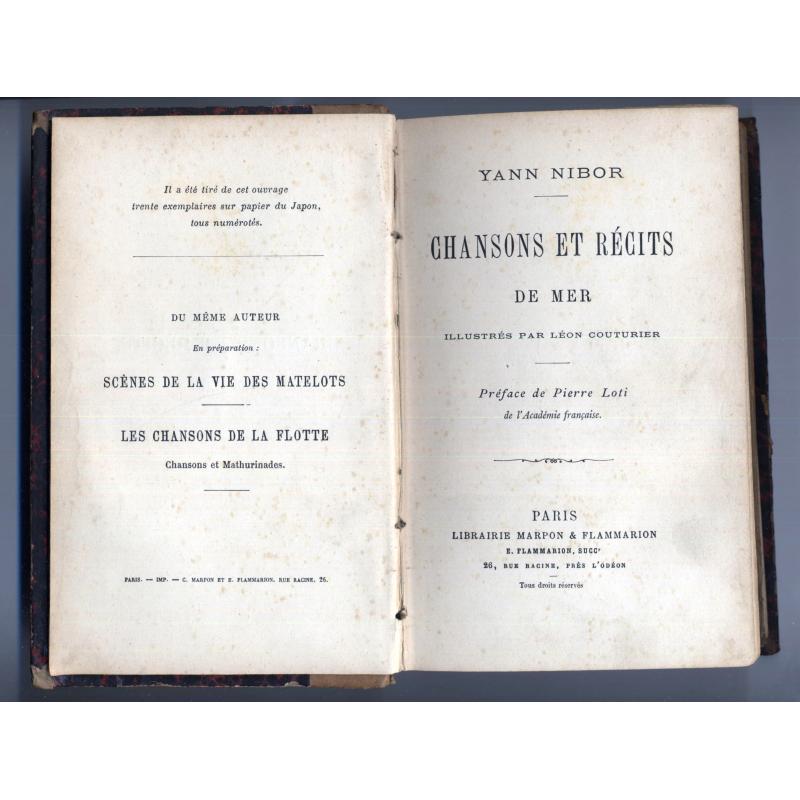 Il a été tiré de cet ouvrage
trente exemplaires sur papier du Japon,
tous numérotés.
DU MÊME AUTEUR
En préparation :
SCÈNES DE LA VIE DES MATELOTS
LES CHANSONS DE LA FLOTTE
Chansons et Mathurinades.
PARIS. — IMP. — C. MARPON ET E. FLAMMARION, RUE RACINE, 26.
YANN NIBOR
CHANSONS ET RÉCITS
DE MER
ILLUSTRÉS PAR LÉON COUTURIER
Préface de Pierre Loti
de l'Académie française.
PARIS
LIBRAIRIE MARPON & FLAMMARION
E. FLAMMARION, SUCCʳ
26, RUE RACINE, PRÈS L'ODÉON
Tous droits réservés